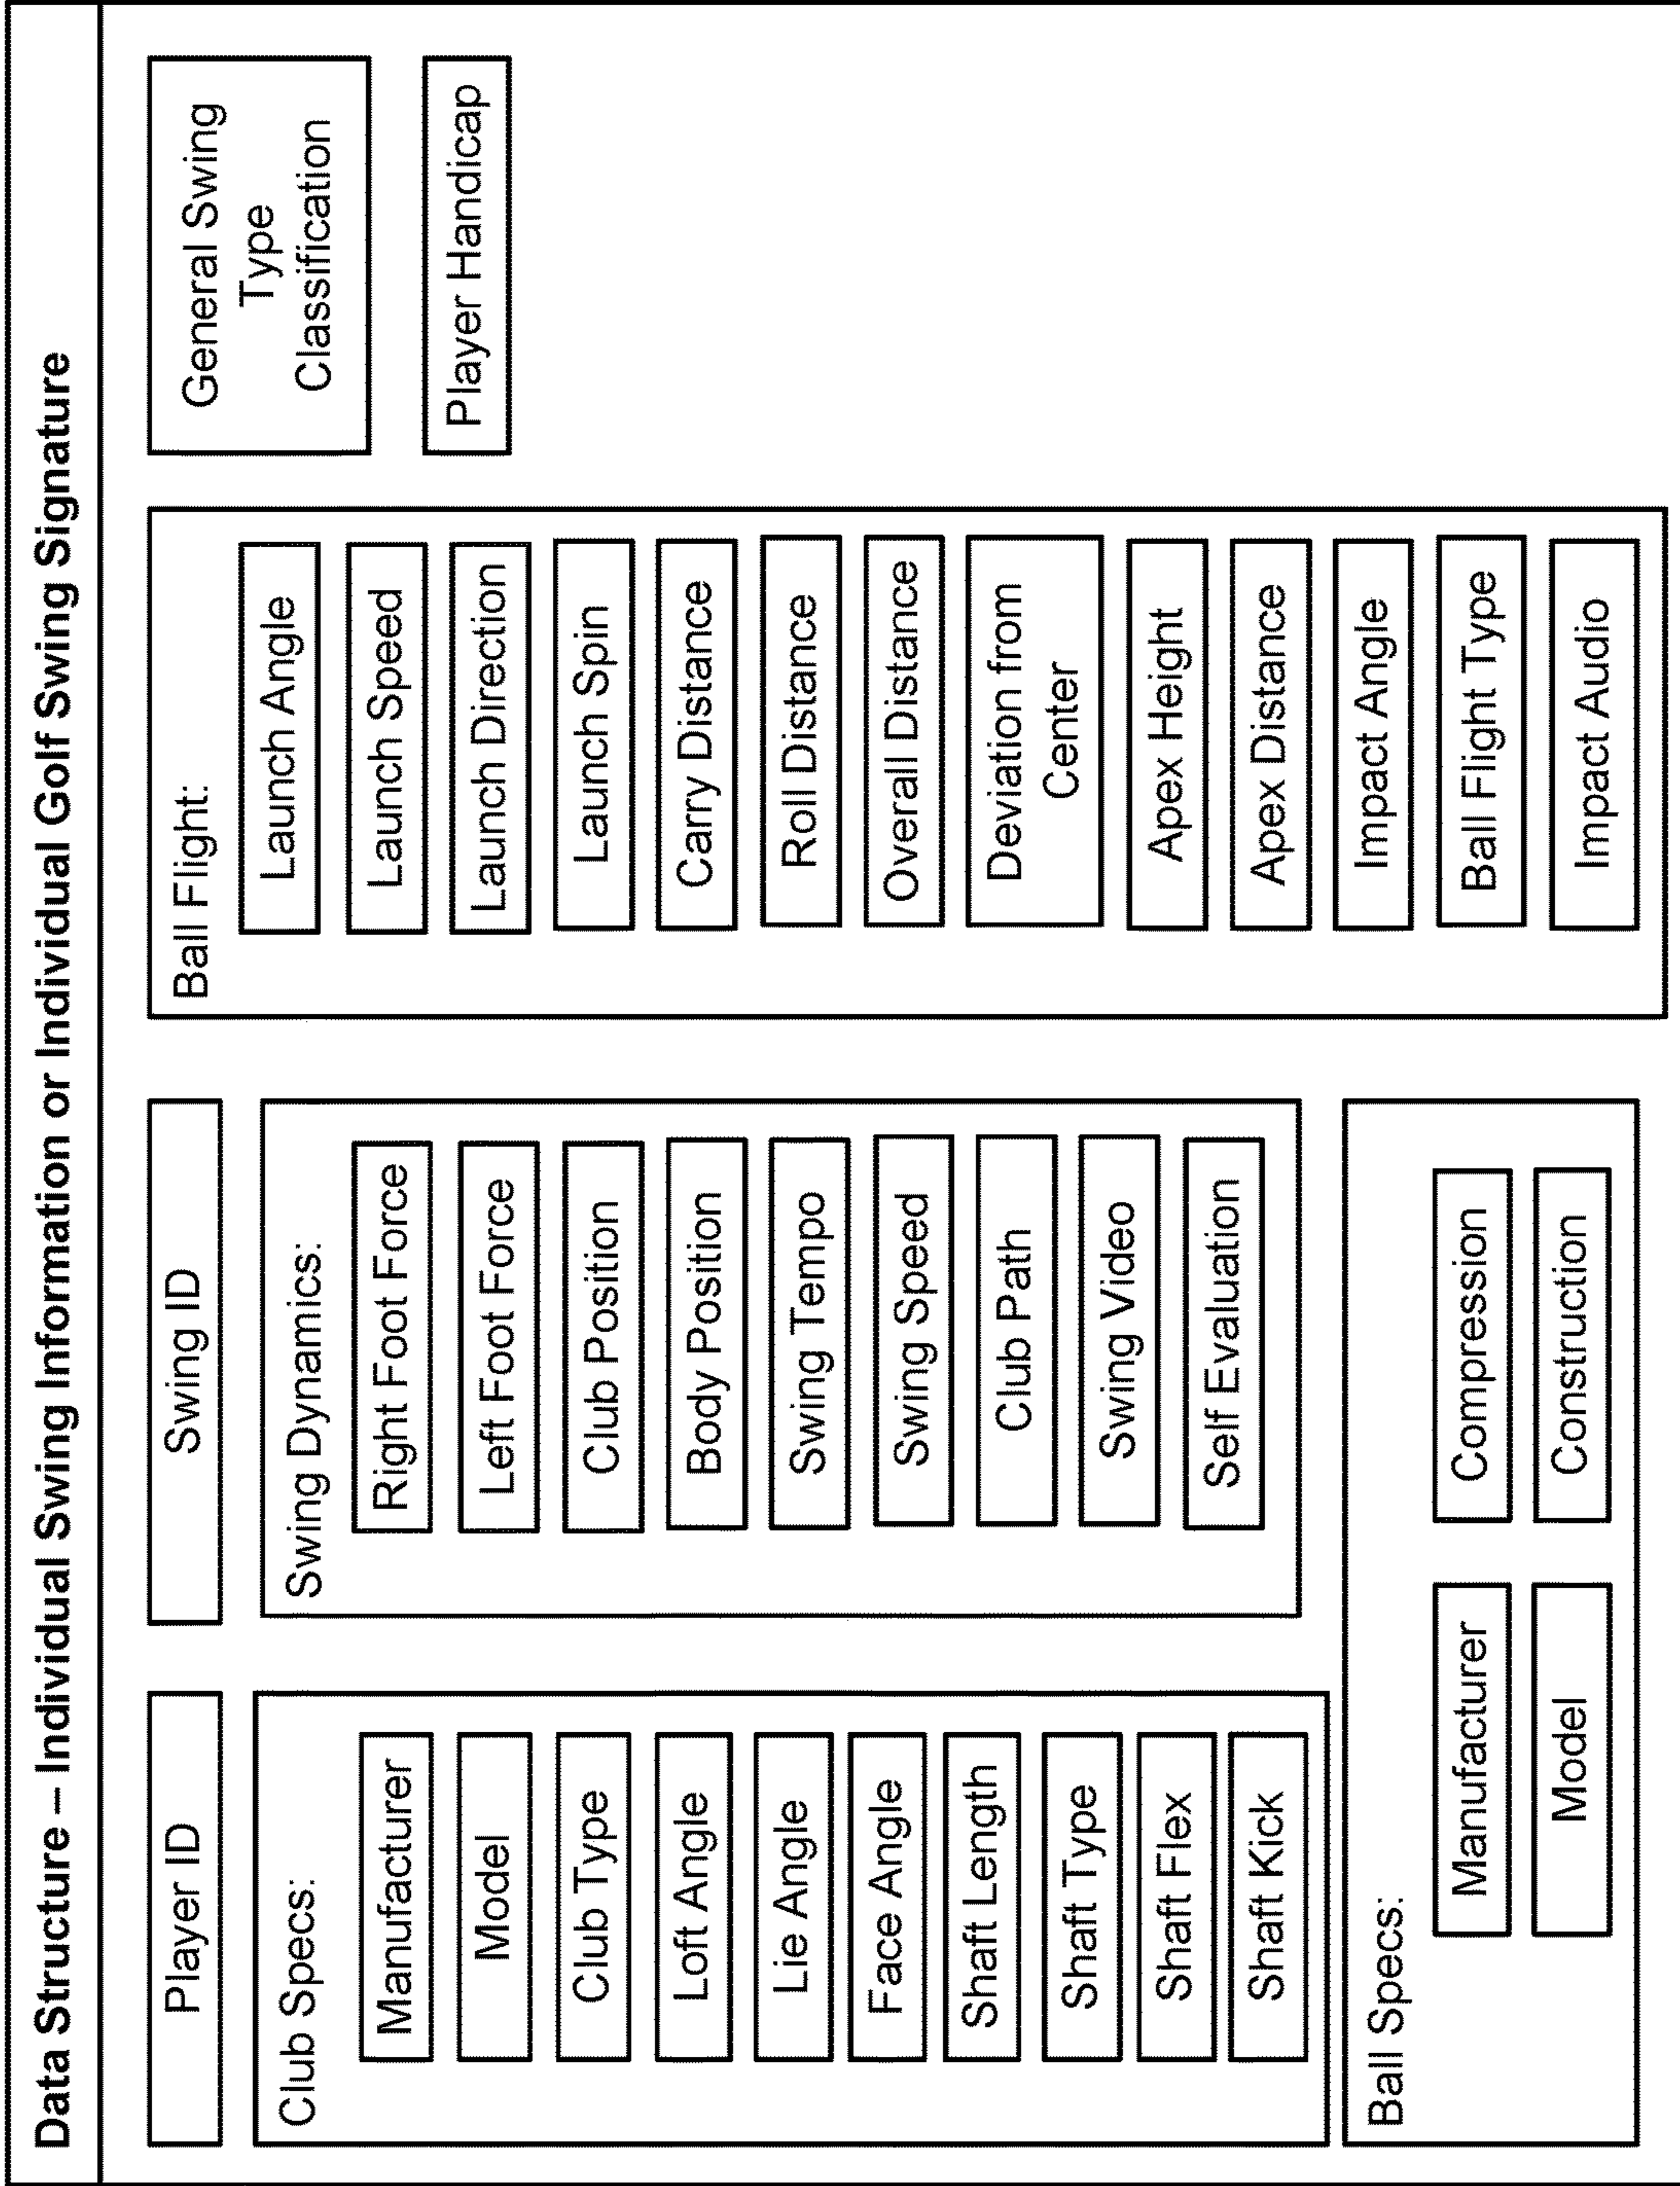 Data Structure – Individual Swing Information or Individual Golf Swing Signature
Player ID
Club Specs:
Manufacturer
Model
Club Type
Loft Angle
Lie Angle
Face Angle
Shaft Length
Shaft Type
Shaft Flex
Shaft Kick
Swing ID
Swing Dynamics:
Right Foot Force
Left Foot Force
Club Position
Body Position
Swing Tempo
Swing Speed
Club Path
Swing Video
Self Evaluation
Ball Specs:
Manufacturer
Model
Compression
Construction
Ball Flight:
Launch Angle
Launch Speed
Launch Direction
Launch Spin
Carry Distance
Roll Distance
Overall Distance
Deviation from
Center
Apex Height
Apex Distance
Impact Angle
Ball Flight Type
Impact Audio
General Swing
Type
Classification
Player Handicap